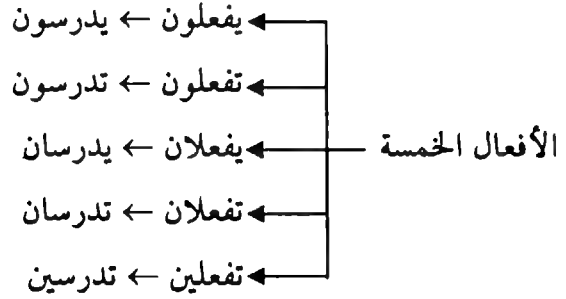 يفعلون ← يدرسون
تفعلون ← تدرسون
الأفعال الخمسة
يفعلان ← يدرسان
تفعلان ← تدرسان
تفعلين ← تدرسين